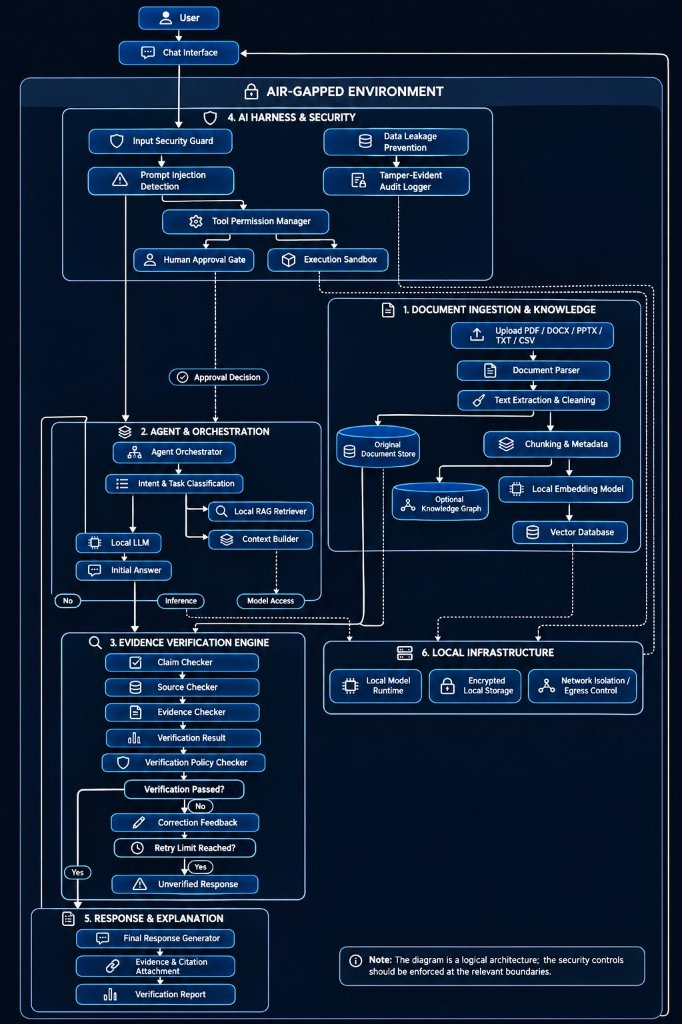 User
Chat Interface
AIR-GAPPED ENVIRONMENT
4. AI HARNESS & SECURITY
Input Security Guard
Data Leakage
Prevention
Prompt Injection
Detection
Tamper-Evident
Audit Logger
Tool Permission Manager
Human Approval Gate
Execution Sandbox
1. DOCUMENT INGESTION & KNOWLEDGE
Upload PDF / DOCX / PPTX /
TXT / CSV
Document Parser
Text Extraction & Cleaning
Original
Document Store
Chunking & Metadata
Optional
Knowledge Graph
Local Embedding Model
Vector Database
Approval Decision
2. AGENT & ORCHESTRATION
Agent Orchestrator
Intent & Task Classification
Local RAG Retriever
Context Builder
Local LLM
Initial Answer
No
Inference
Model Access
3. EVIDENCE VERIFICATION ENGINE
Claim Checker
Source Checker
Evidence Checker
Verification Result
Verification Policy Checker
Verification Passed?
No
Correction Feedback
Retry Limit Reached?
Yes
Yes
Unverified Response
6. LOCAL INFRASTRUCTURE
Local Model
Runtime
Encrypted
Local Storage
Network Isolation /
Egress Control
5. RESPONSE & EXPLANATION
Final Response Generator
Evidence & Citation
Attachment
Verification Report
Note: The diagram is a logical architecture; the security controls
should be enforced at the relevant boundaries.